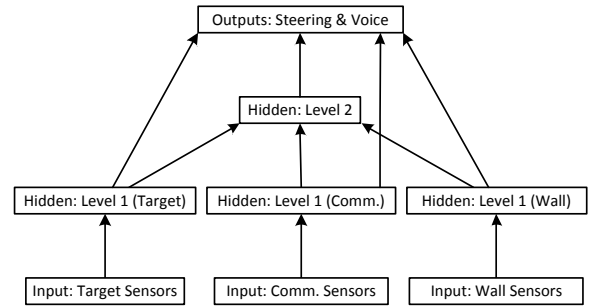 Outputs: Steering & Voice
Hidden: Level 2
Hidden: Level 1 (Target)
Hidden: Level 1 (Comm.)
Hidden: Level 1 (Wall)
Input: Target Sensors
Input: Comm. Sensors
Input: Wall Sensors